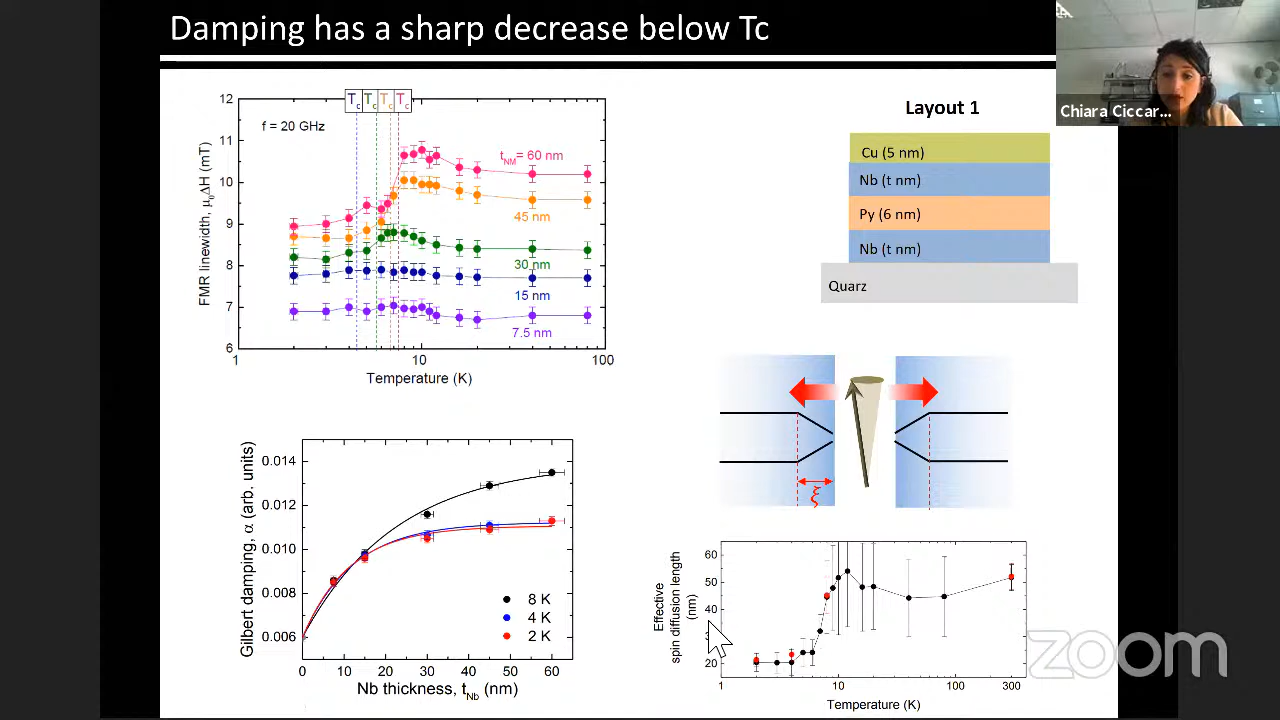 Damping has a sharp decrease below Tc
Chiara Ciccar...
Tc Tc Tc Tc
12
11
10
9
8
7
6
FMR linewidth, μ₀ΔH (mT)
f = 20 GHz
tNM= 60 nm
45 nm
30 nm
15 nm
7.5 nm
1 10 100
Temperature (K)
Layout 1
Cu (5 nm)
Nb (t nm)
Py (6 nm)
Nb (t nm)
Quarz
ξ
0.014
0.012
0.010
0.008
0.006
Gilbert damping, α (arb. units)
8 K
4 K
2 K
0 10 20 30 40 50 60
Nb thickness, tNb (nm)
Effective
spin diffusion length
(nm)
60
50
40
20
1 10 100 300
Temperature (K)
zoom